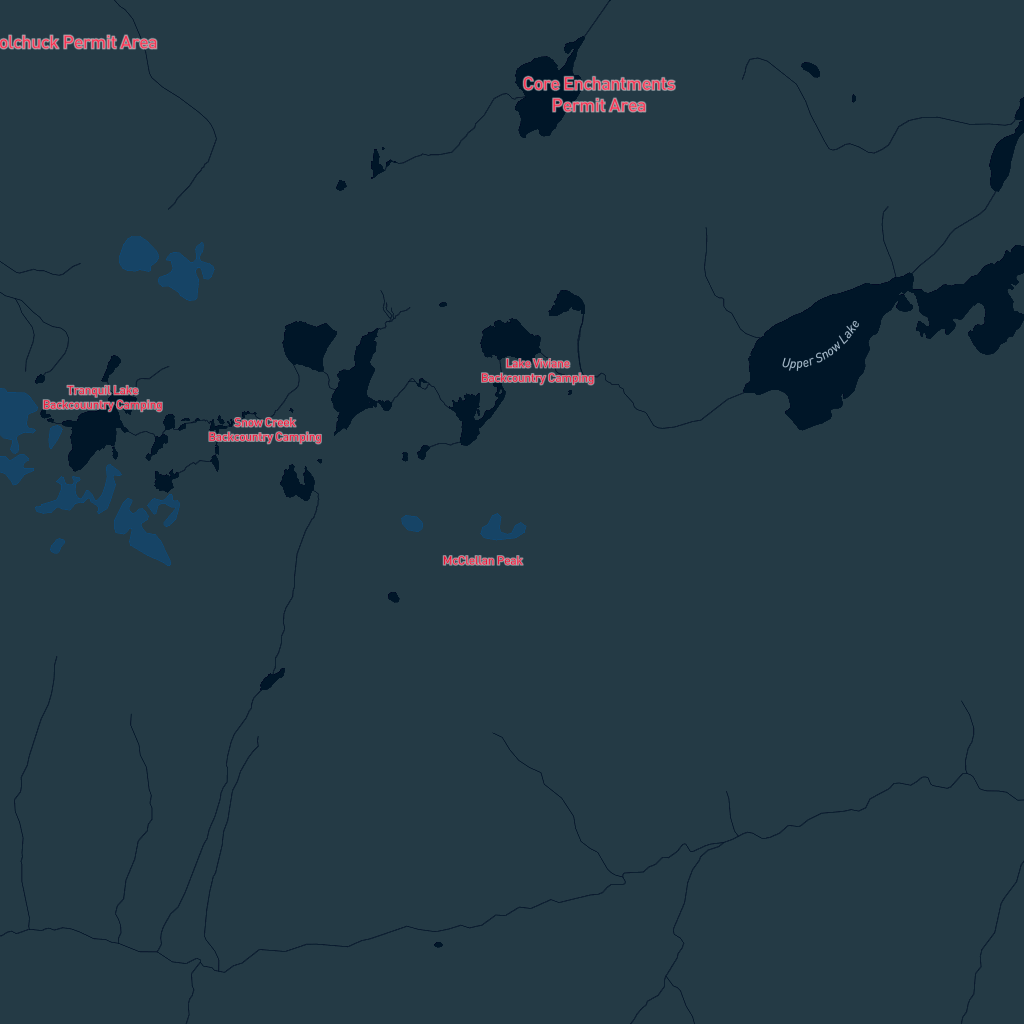 olchuck Permit Area
Core Enchantments
Permit Area
Upper Snow Lake
Lake Viviane
Backcountry Camping
Tranquil Lake
Backcouuntry Camping
Snow Creek
Backcountry Camping
McClellan Peak